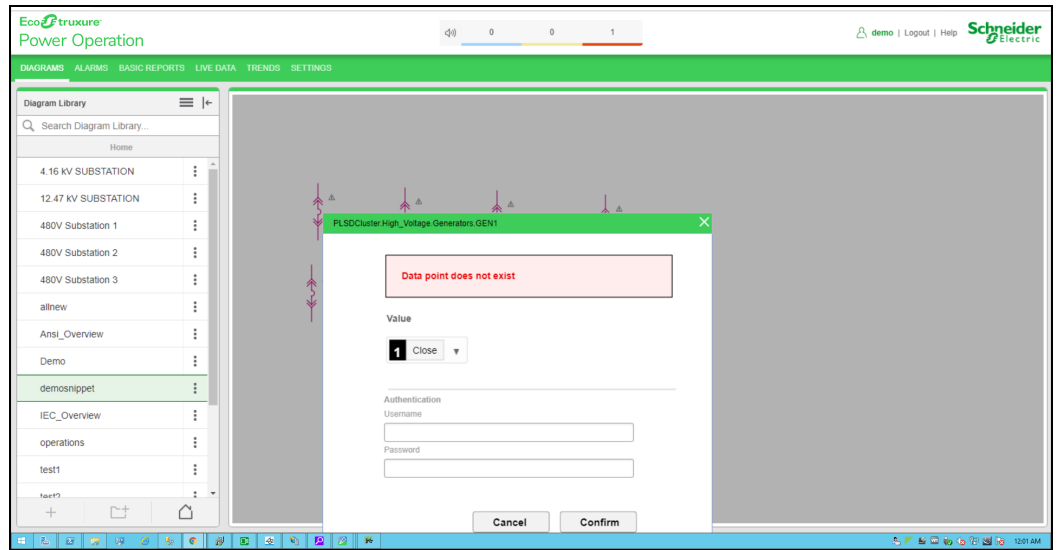 EcoStruxure
Power Operation
0 0 1
demo | Logout | Help
Schneider
Electric
DIAGRAMS ALARMS BASIC REPORTS LIVE DATA TRENDS SETTINGS
Diagram Library
Search Diagram Library...
Home
4.16 kV SUBSTATION
12.47 kV SUBSTATION
480V Substation 1
480V Substation 2
480V Substation 3
allnew
Ansi_Overview
Demo
demosnippet
IEC_Overview
operations
test1
test2
PLSDCluster.High_Voltage.Generators.GEN1
Data point does not exist
Value
1 Close
Authentication
Username
Password
Cancel Confirm
12:01 AM